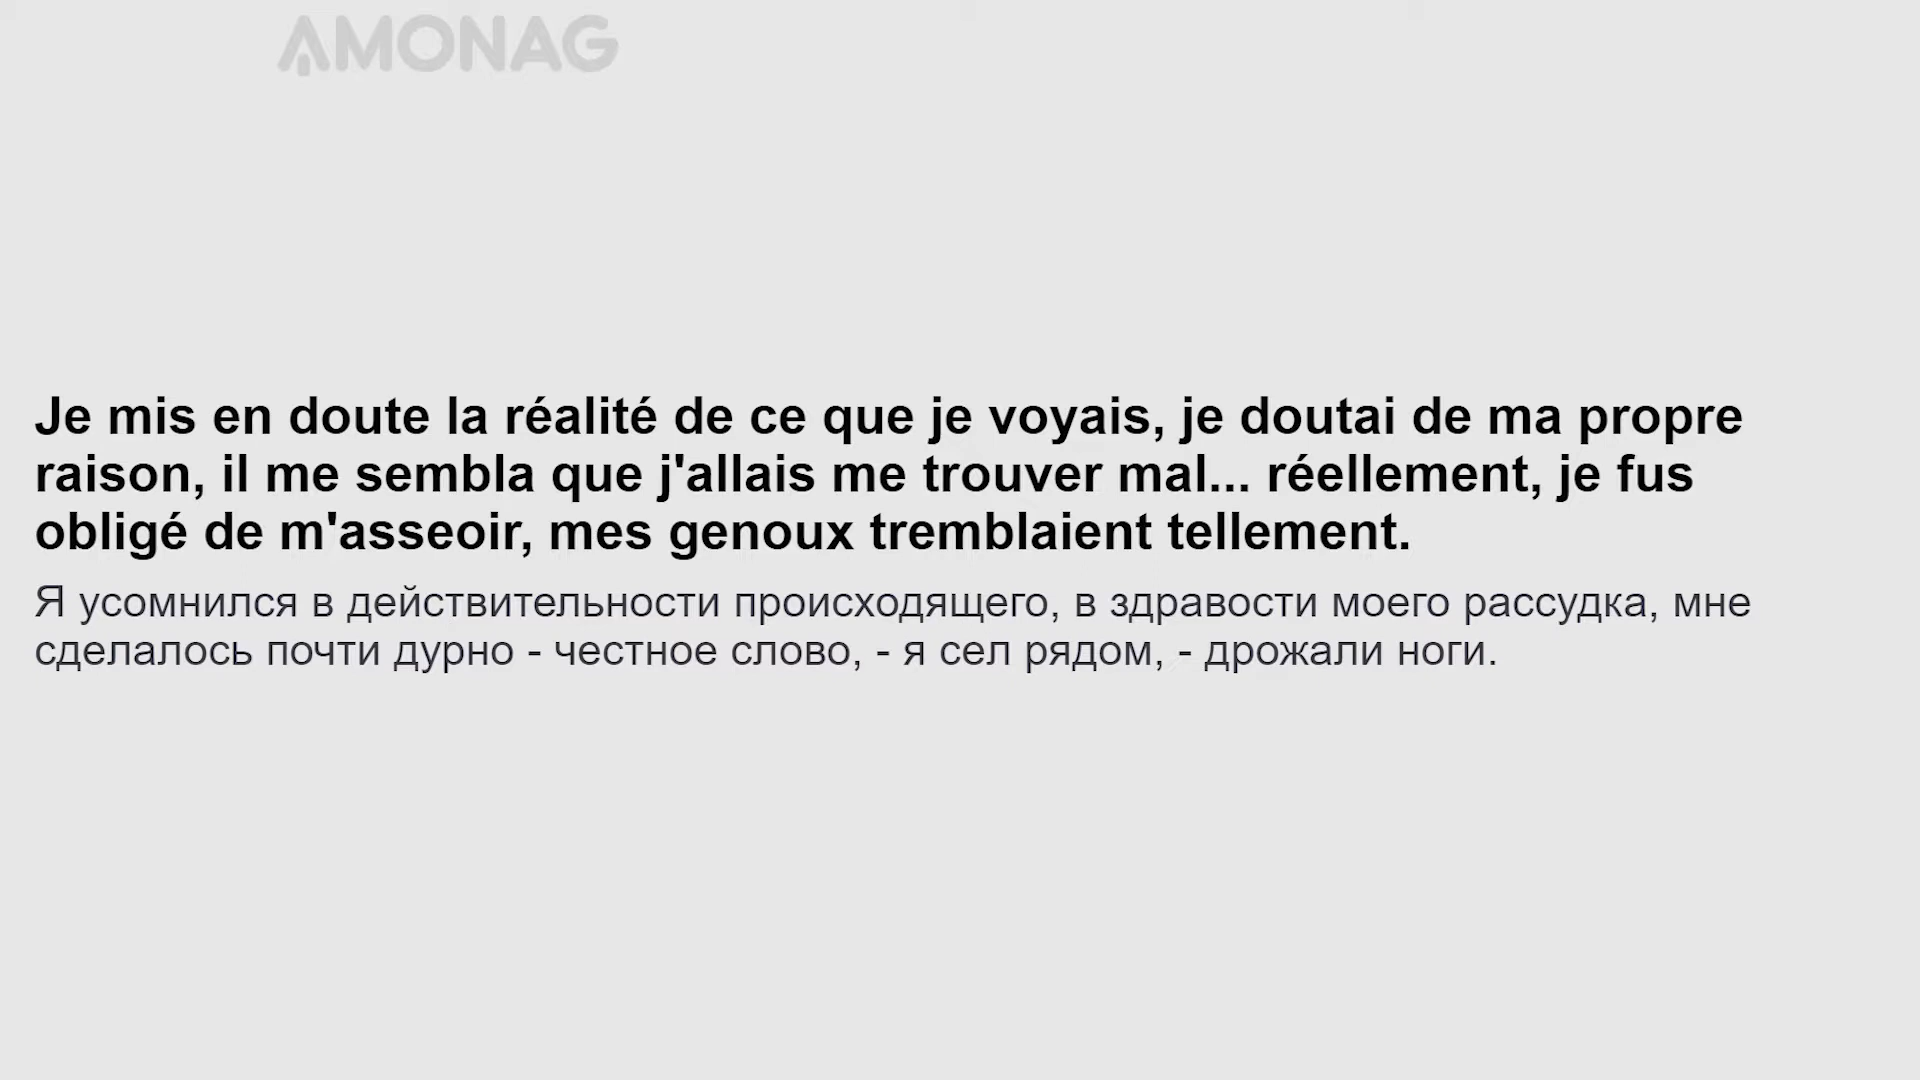 AMONAG
Je mis en doute la réalité de ce que je voyais, je doutai de ma propre
raison, il me sembla que j'allais me trouver mal... réellement, je fus
obligé de m'asseoir, mes genoux tremblaient tellement.
Я усомнился в действительности происходящего, в здравости моего рассудка, мне
сделалось почти дурно - честное слово, - я сел рядом, - дрожали ноги.